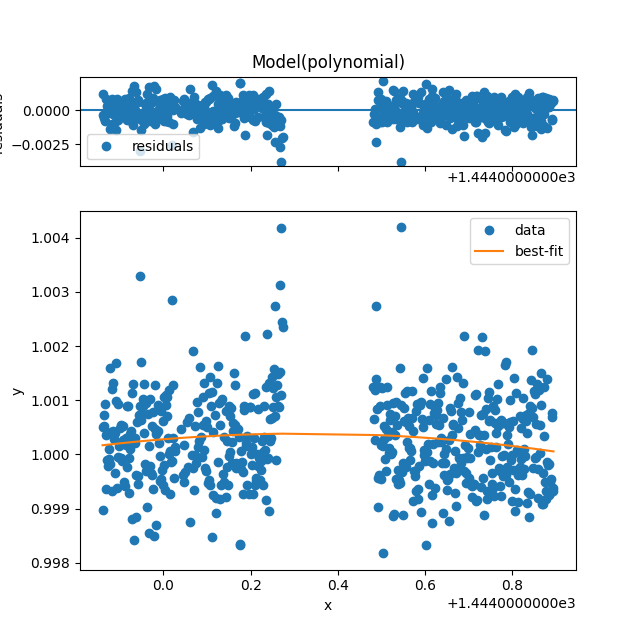 Model(polynomial)
residuals
0.0000
−0.0025
residuals
+1.4440000000e3
1.004
1.003
1.002
1.001
1.000
0.999
0.998
y
data
best-fit
0.0 0.2 0.4 0.6 0.8
x
+1.4440000000e3